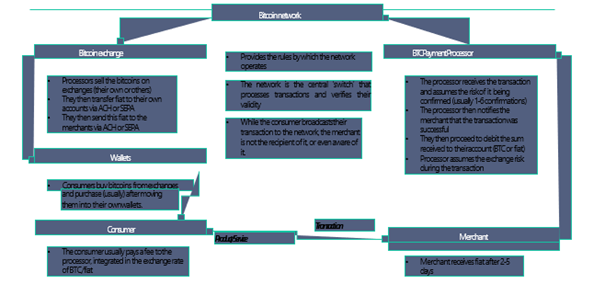 Bitcoin network
Bitcoin exchange
• Processors sell the bitcoins on
exchanges (their own or others)
• They then transfer fiat to their own
accounts via ACH or SEPA
• They then send this fiat to the
merchants via ACH or SEPA
• Provides the rules by which the network
operates
• The network is the central 'switch' that
processes transactions and verifies their
validity
• While the consumer broadcasts their
transaction to the network, the merchant
is not the recipient of it, or even aware of
it.
BTC Payment Processor
• The processor receives the transaction
and assumes the risk of it being
confirmed (usually 1-6 confirmations)
• The processor then notifies the
merchant that the transaction was
successful
• They then proceed to debit the sum
received to their account (BTC or fiat)
• Processor assumes the exchange risk
during the transaction
Wallets
• Consumers buy bitcoins from exchanges
and purchase (usually) after moving
them into their own wallets.
Consumer
• The consumer usually pays a fee to the
processor, integrated in the exchange rate
of BTC/fiat
Product/Service
Transaction
Merchant
• Merchant receives fiat after 2-5
days